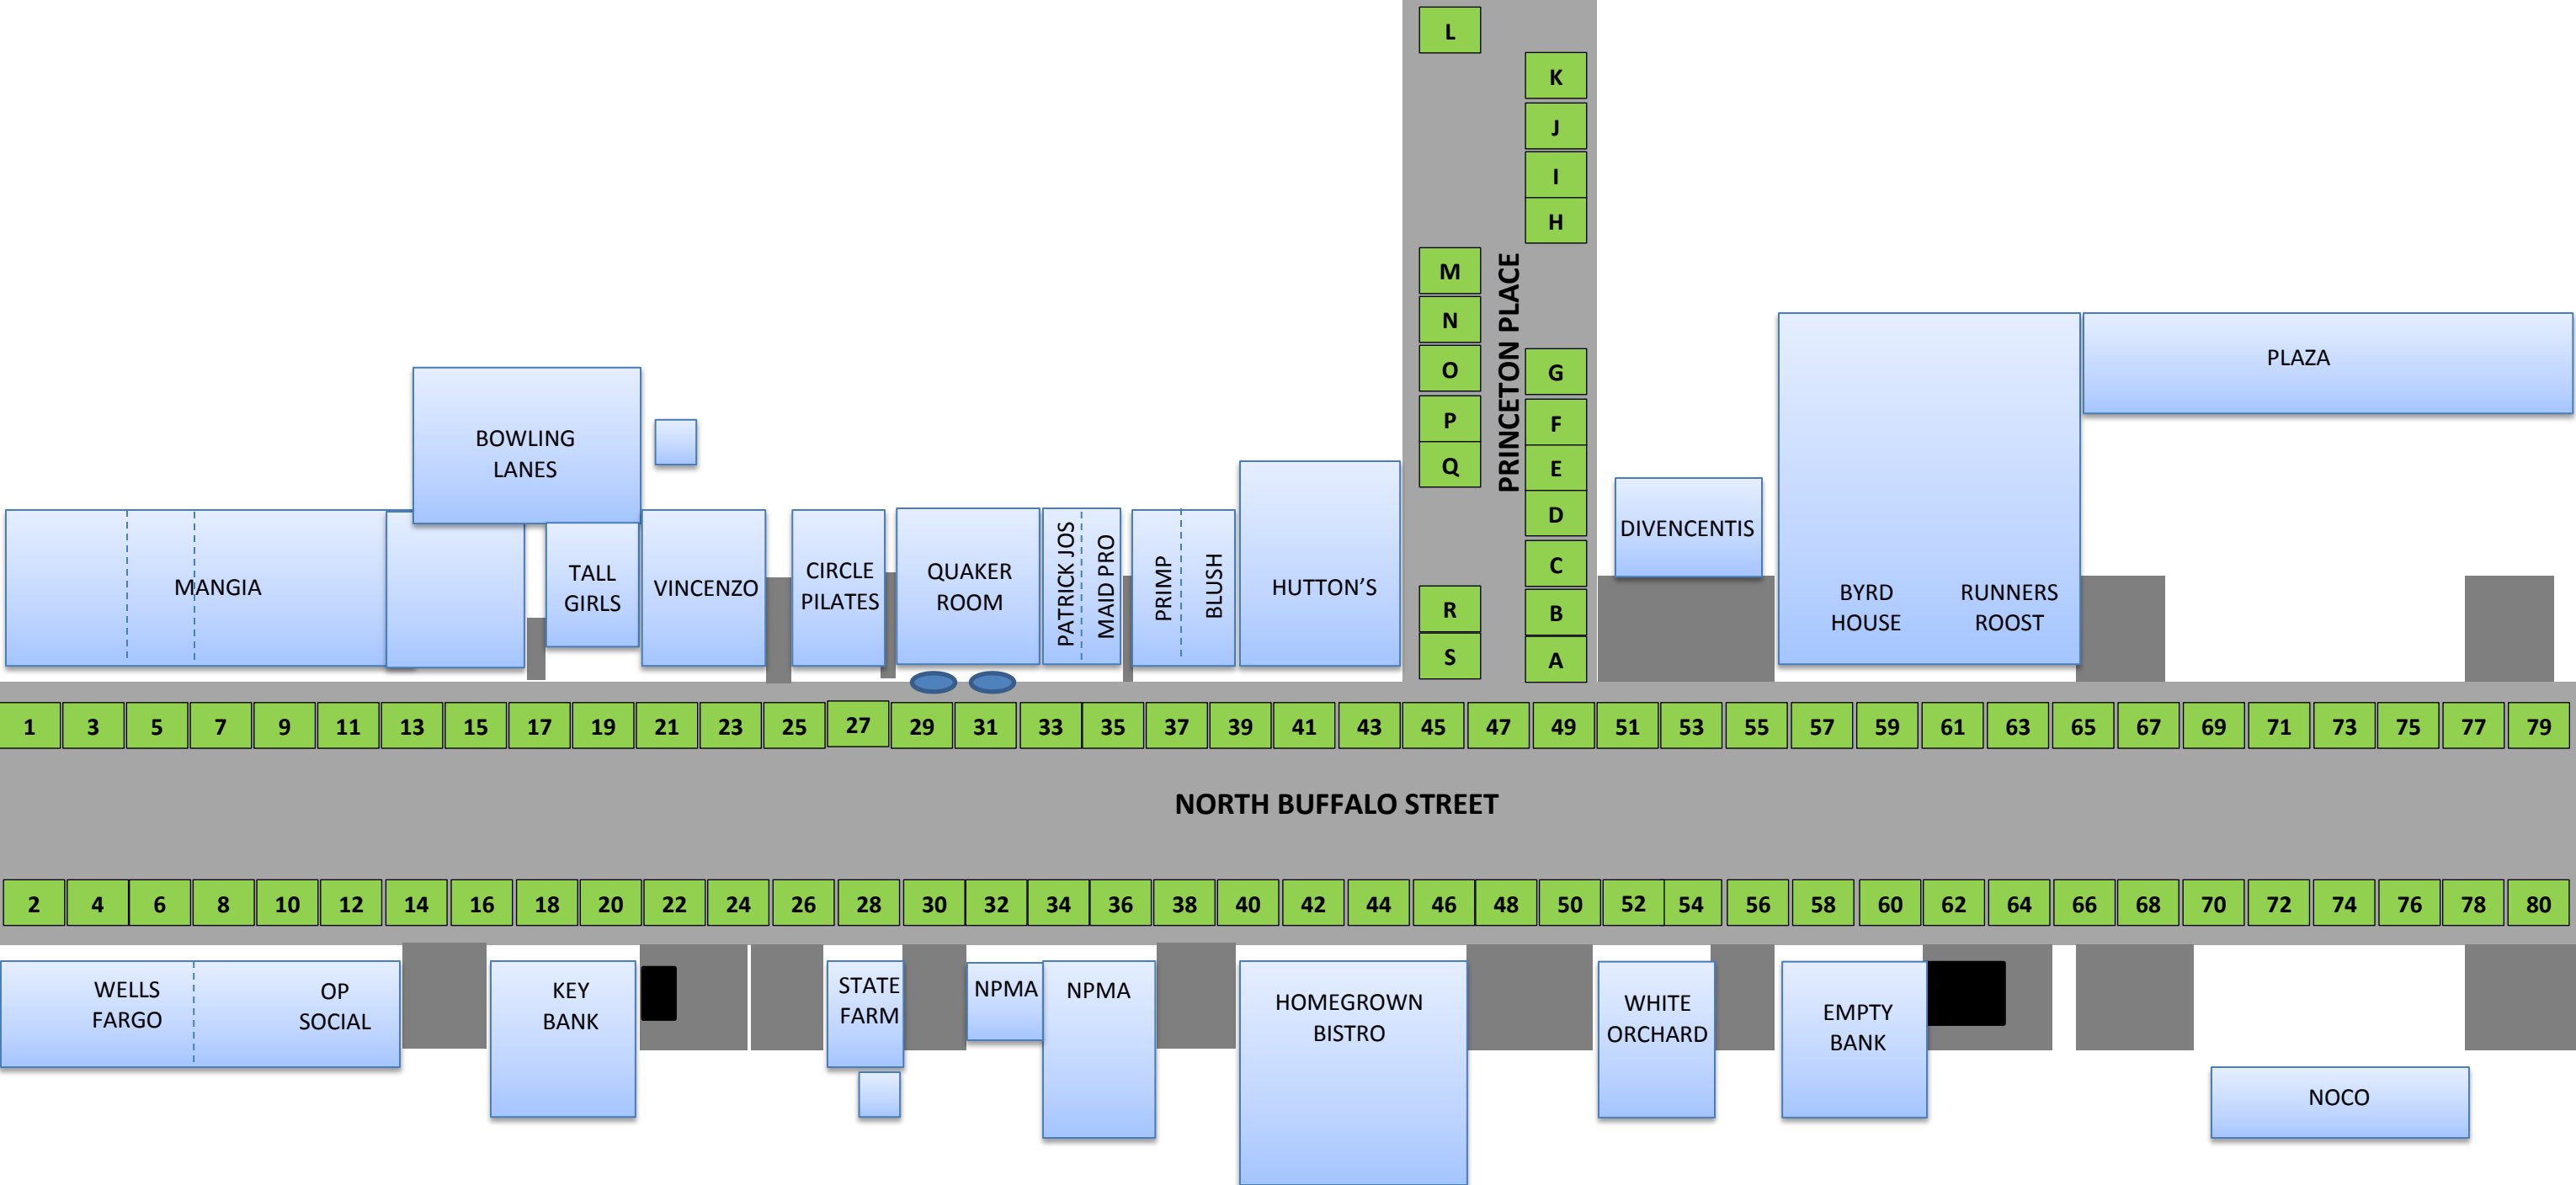 L
K
J
I
H
M
N
O
P
Q
R
S
G
F
E
D
C
B
A
PRINCETON PLACE
PLAZA
BOWLING
LANES
MANGIA
TALL
GIRLS
VINCENZO
CIRCLE
PILATES
QUAKER
ROOM
PATRICK JOS
MAID PRO
PRIMP
BLUSH
HUTTON’S
DIVENCENTIS
BYRD
HOUSE
RUNNERS
ROOST
1 3 5 7 9 11 13 15 17 19 21 23 25 27 29 31 33 35 37 39 41 43 45 47 49 51 53 55 57 59 61 63 65 67 69 71 73 75 77 79
NORTH BUFFALO STREET
2 4 6 8 10 12 14 16 18 20 22 24 26 28 30 32 34 36 38 40 42 44 46 48 50 52 54 56 58 60 62 64 66 68 70 72 74 76 78 80
WELLS
FARGO
OP
SOCIAL
KEY
BANK
STATE
FARM
NPMA
NPMA
HOMEGROWN
BISTRO
WHITE
ORCHARD
EMPTY
BANK
NOCO